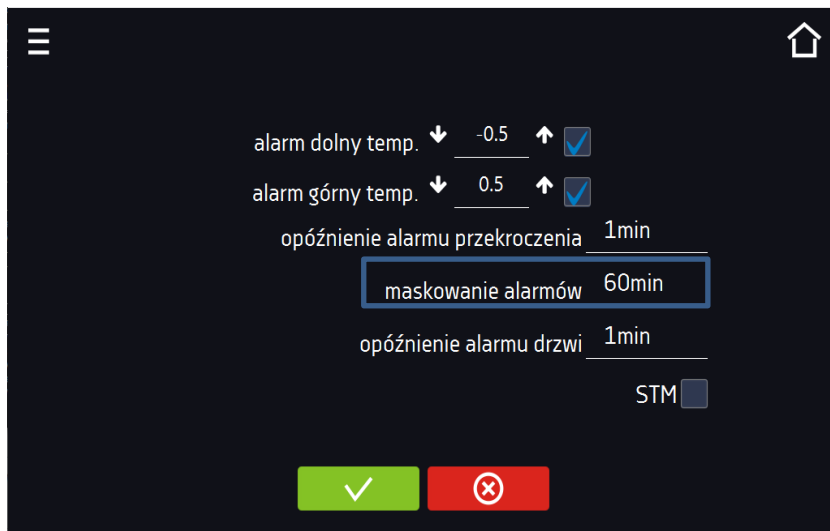 alarm dolny temp. -0.5
alarm górny temp. 0.5
opóźnienie alarmu przekroczenia 1min
maskowanie alarmów 60min
opóźnienie alarmu drzwi 1min
STM